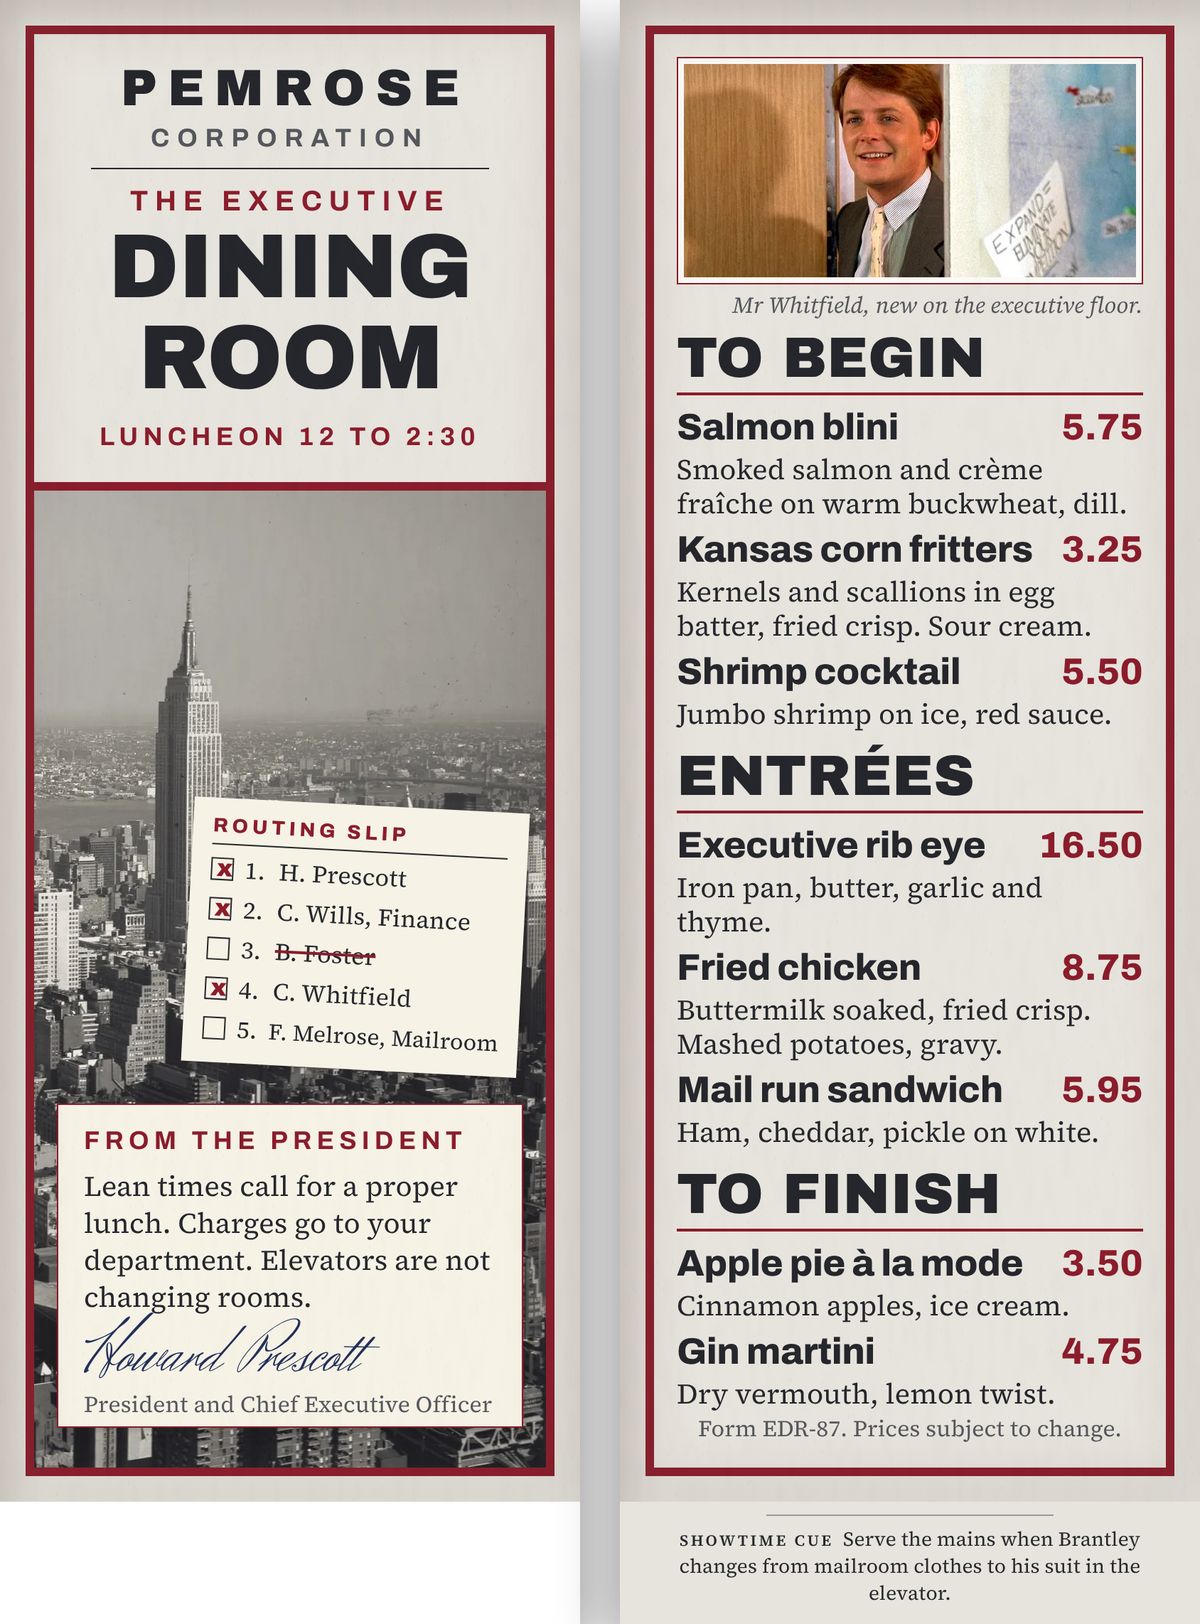 PEMROSE
CORPORATION
THE EXECUTIVE
DINING
ROOM
LUNCHEON 12 TO 2:30
ROUTING SLIP
X 1. H. Prescott
X 2. C. Wills, Finance
3. B. Foster
X 4. C. Whitfield
5. F. Melrose, Mailroom
FROM THE PRESIDENT
Lean times call for a proper
lunch. Charges go to your
department. Elevators are not
changing rooms.
Howard Prescott
President and Chief Executive Officer
EXPAND =
ELIMINATE
Mr Whitfield, new on the executive floor.
TO BEGIN
Salmon blini 5.75
Smoked salmon and crème
fraîche on warm buckwheat, dill.
Kansas corn fritters 3.25
Kernels and scallions in egg
batter, fried crisp. Sour cream.
Shrimp cocktail 5.50
Jumbo shrimp on ice, red sauce.
ENTRÉES
Executive rib eye 16.50
Iron pan, butter, garlic and
thyme.
Fried chicken 8.75
Buttermilk soaked, fried crisp.
Mashed potatoes, gravy.
Mail run sandwich 5.95
Ham, cheddar, pickle on white.
TO FINISH
Apple pie à la mode 3.50
Cinnamon apples, ice cream.
Gin martini 4.75
Dry vermouth, lemon twist.
Form EDR-87. Prices subject to change.
SHOWTIME CUE Serve the mains when Brantley
changes from mailroom clothes to his suit in the
elevator.